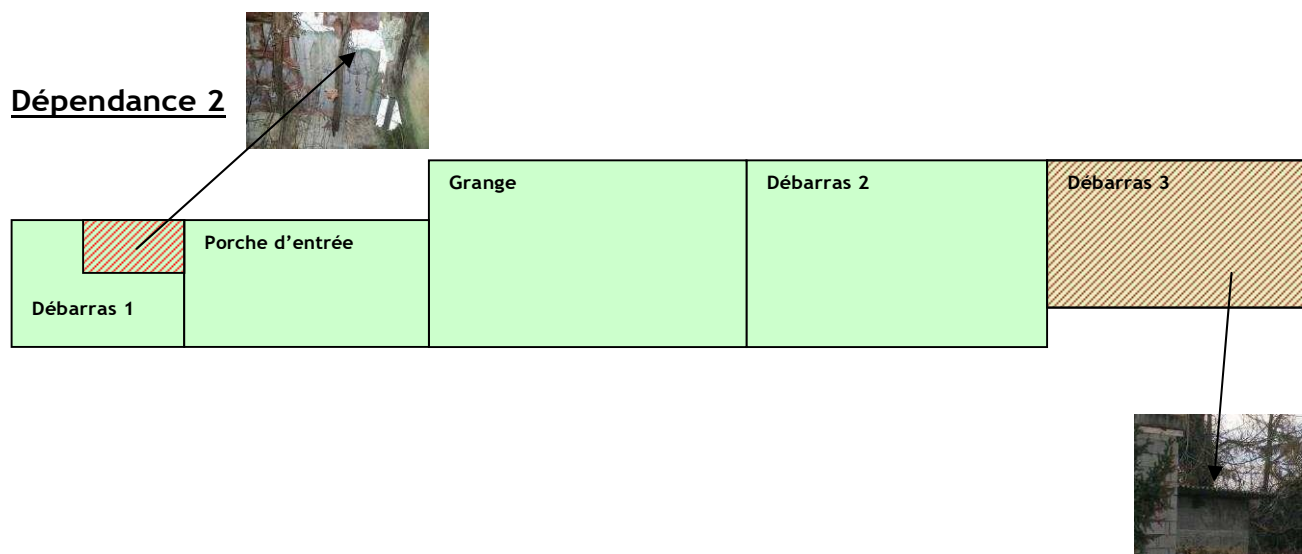 Dépendance 2
Grange
Débarras 2
Débarras 3
Porche d'entrée
Débarras 1